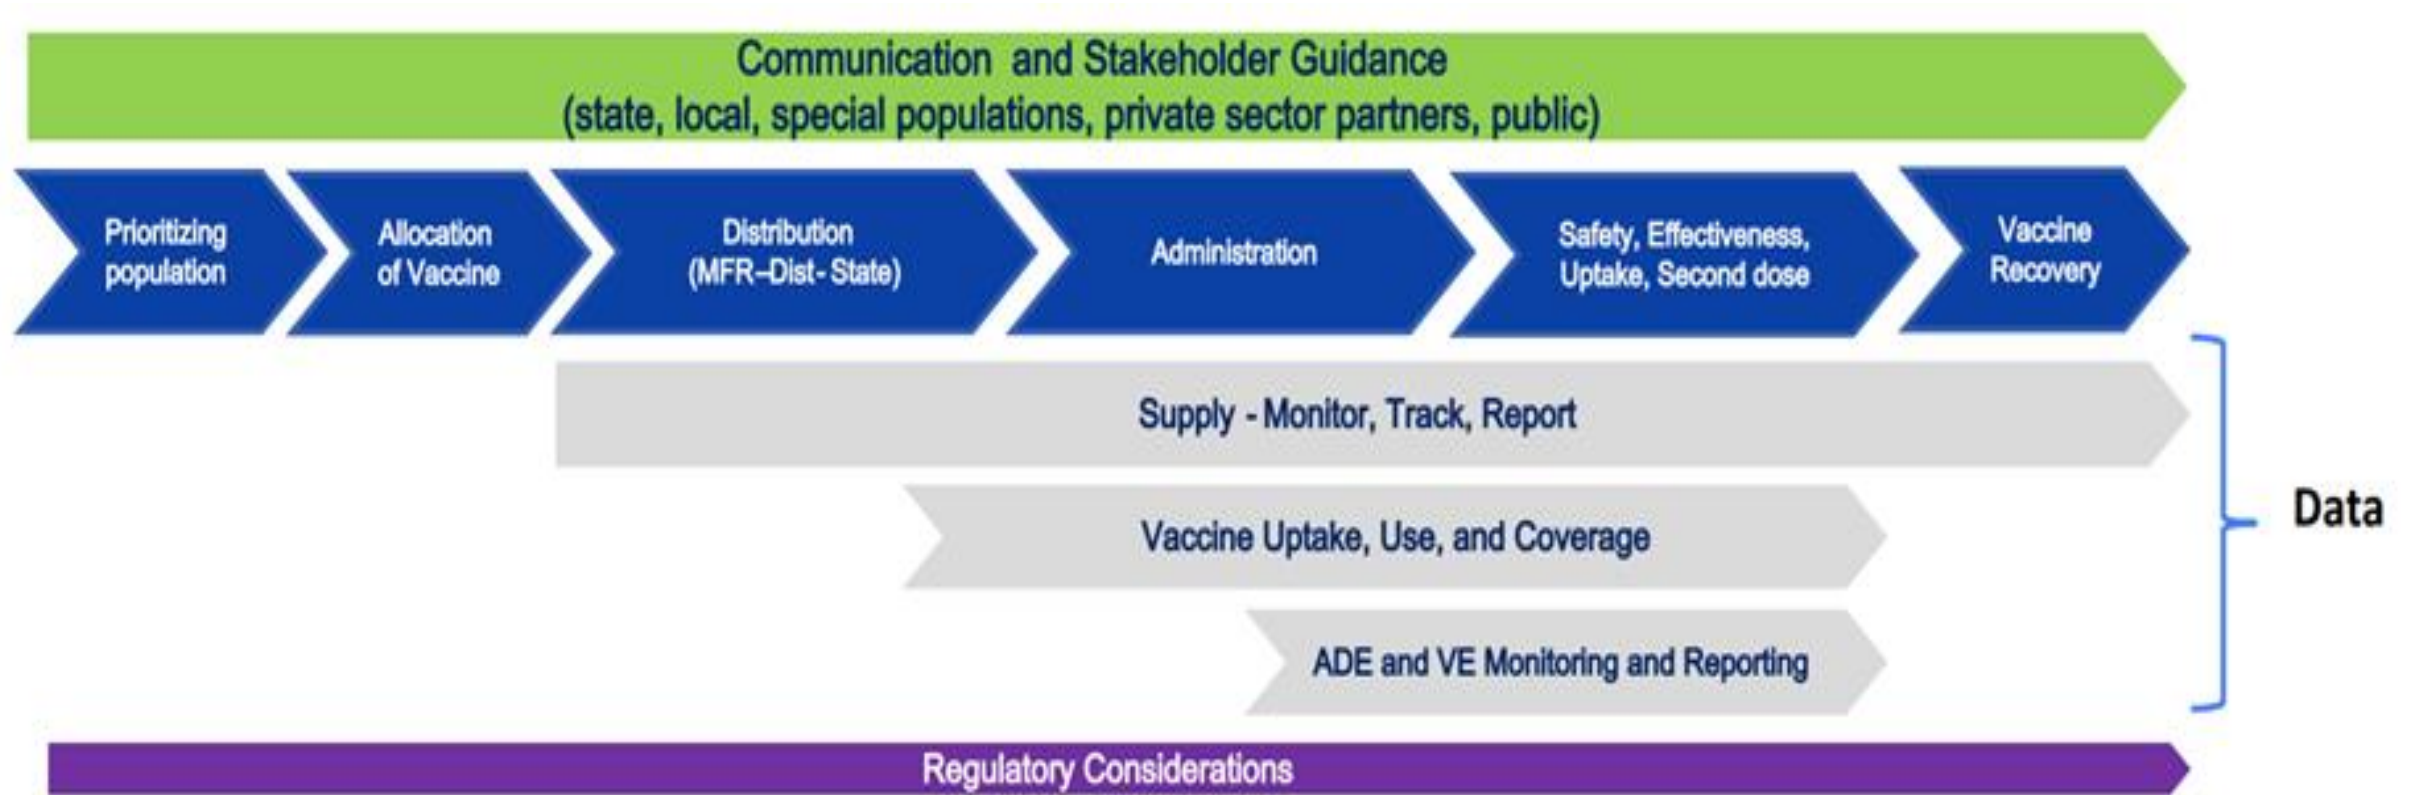 Communication and Stakeholder Guidance
(state, local, special populations, private sector partners, public)
Prioritizing
population
Allocation
of Vaccine
Distribution
(MFR–Dist- State)
Administration
Safety, Effectiveness,
Uptake, Second dose
Vaccine
Recovery
Supply - Monitor, Track, Report
Vaccine Uptake, Use, and Coverage
ADE and VE Monitoring and Reporting
Data
Regulatory Considerations